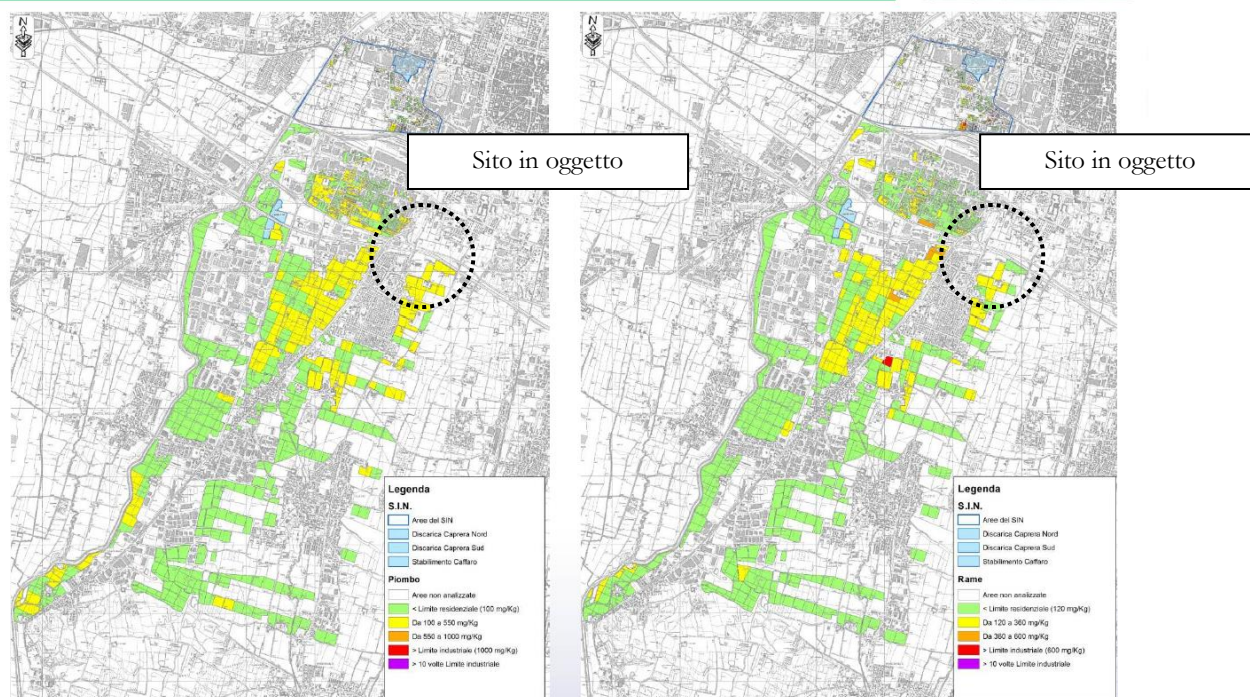 N
N
Sito in oggetto
Sito in oggetto
Legenda
S.I.N.
Aree del SIN
Discarica Caprera Nord
Discarica Caprera Sud
Stabilimento Caffaro
Piombo
Aree non analizzate
< Limite residenziale (100 mg/Kg)
Da 100 a 550 mg/Kg
Da 550 a 1000 mg/Kg
> Limite industriale (1000 mg/Kg)
> 10 volte Limite industriale
Legenda
S.I.N.
Aree del SIN
Discarica Caprera Nord
Discarica Caprera Sud
Stabilimento Caffaro
Rame
Aree non analizzate
< Limite residenziale (120 mg/Kg)
Da 120 a 360 mg/Kg
Da 360 a 600 mg/Kg
> Limite industriale (600 mg/Kg)
> 10 volte Limite industriale